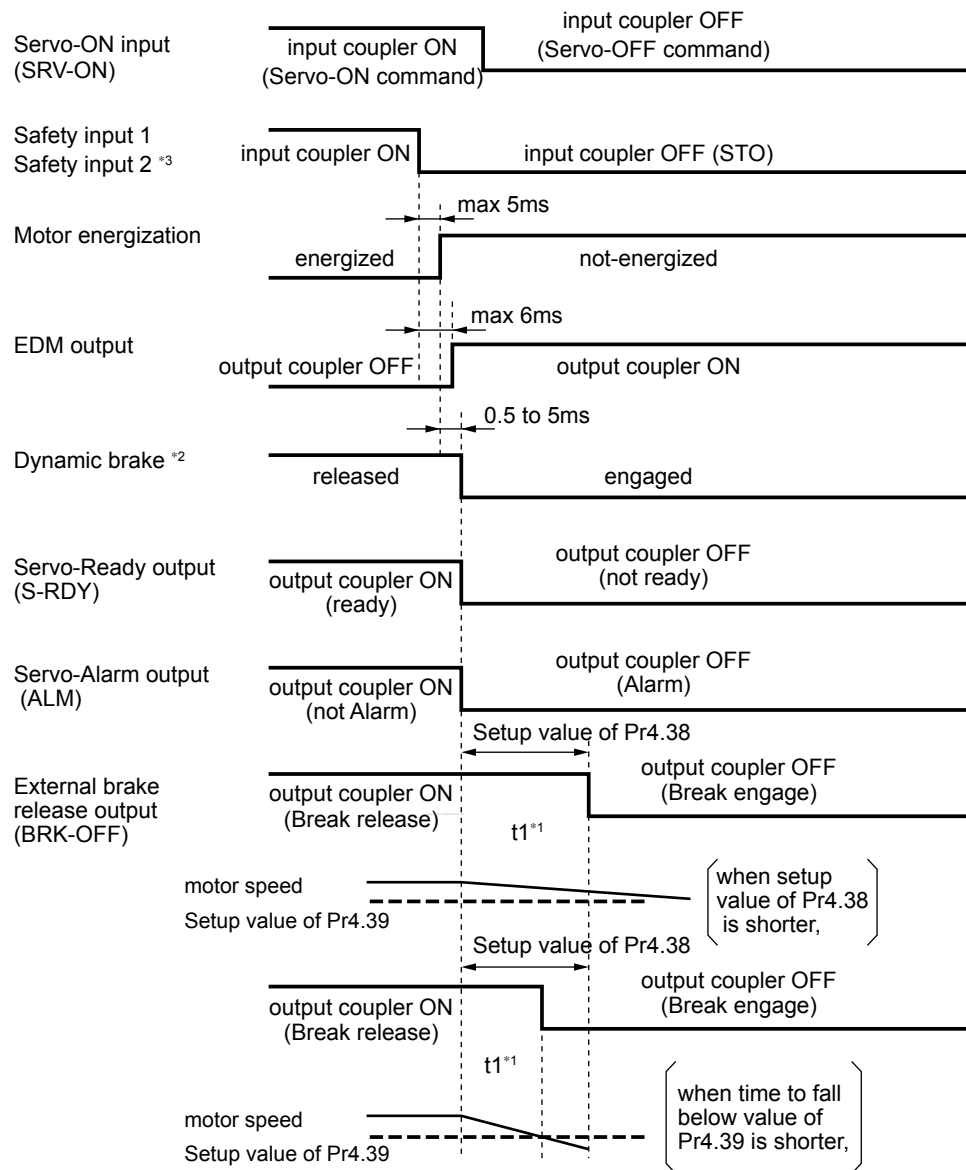 Servo-ON input
(SRV-ON)
input coupler ON
(Servo-ON command)
input coupler OFF
(Servo-OFF command)
Safety input 1
Safety input 2 *3
input coupler ON
input coupler OFF (STO)
max 5ms
Motor energization
energized
not-energized
max 6ms
EDM output
output coupler OFF
output coupler ON
0.5 to 5ms
Dynamic brake *2
released
engaged
Servo-Ready output
(S-RDY)
output coupler ON
(ready)
output coupler OFF
(not ready)
Servo-Alarm output
(ALM)
output coupler ON
(not Alarm)
output coupler OFF
(Alarm)
Setup value of Pr4.38
External brake
release output
(BRK-OFF)
output coupler ON
(Break release)
output coupler OFF
(Break engage)
t1*1
motor speed
Setup value of Pr4.39
when setup
value of Pr4.38
is shorter,
Setup value of Pr4.38
output coupler ON
(Break release)
output coupler OFF
(Break engage)
t1*1
motor speed
Setup value of Pr4.39
when time to fall
below value of
Pr4.39 is shorter,